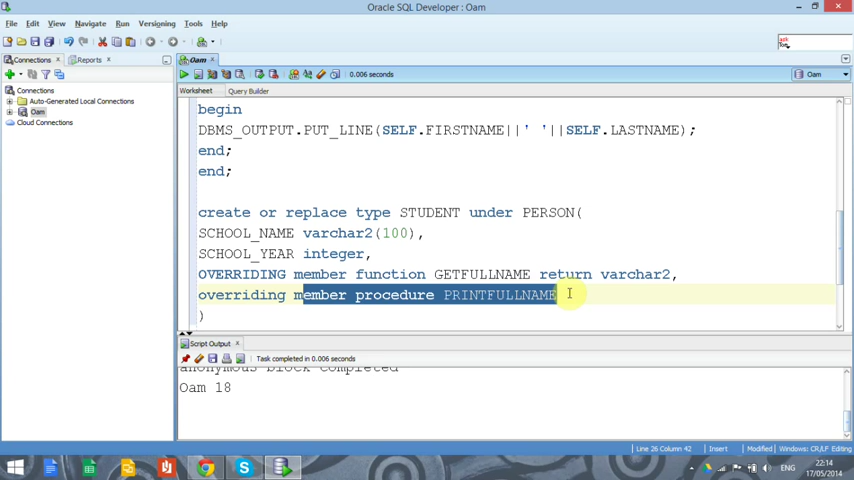 Oracle SQL Developer : Oam
File Edit View Navigate Run Versioning Tools Help
Connections
Reports
Oam
0.006 seconds
Oam
Worksheet Query Builder
Connections
Auto-Generated Local Connections
Oam
Cloud Connections
begin
DBMS_OUTPUT.PUT_LINE(SELF.FIRSTNAME||' '||SELF.LASTNAME);
end;
end;
create or replace type STUDENT under PERSON(
SCHOOL_NAME varchar2(100),
SCHOOL_YEAR integer,
OVERRIDING member function GETFULLNAME return varchar2,
overriding member procedure PRINTFULLNAME
)
Script Output
Task completed in 0.006 seconds
anonymous block completed
Oam 18
Line 26 Column 42 Insert Modified Windows: CR/LF Editing
ENG
22:14
17/05/2014